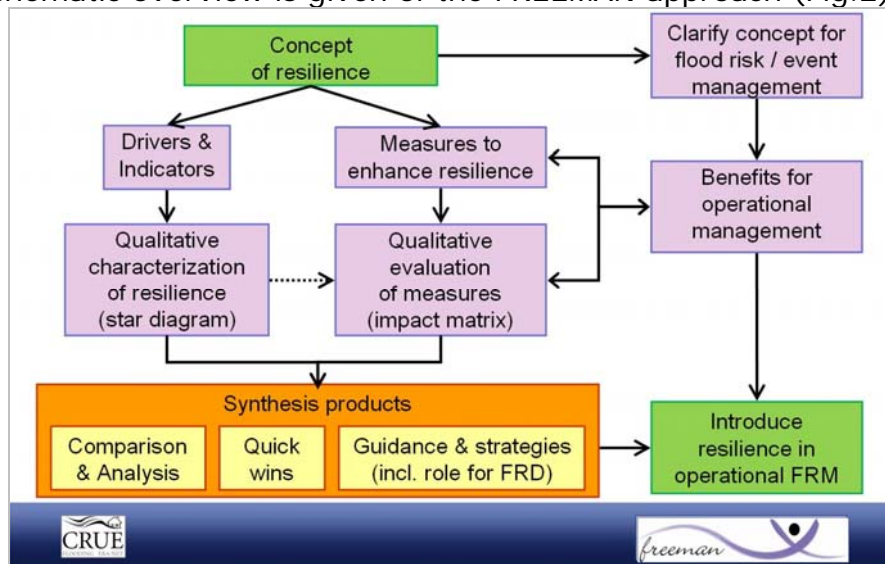 Concept
of resilience
Clarify concept for
flood risk / event
management
Drivers &
Indicators
Measures to
enhance resilience
Benefits for
operational
management
Qualitative
characterization
of resilience
(star diagram)
Qualitative
evaluation
of measures
(impact matrix)
Synthesis products
Comparison
& Analysis
Quick
wins
Guidance & strategies
(incl. role for FRD)
Introduce
resilience in
operational FRM
CRUE
freeman